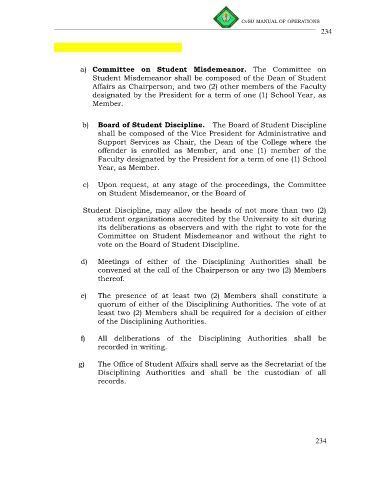 CvSU MANUAL OF OPERATIONS
234
a) Committee on Student Misdemeanor. The Committee on
Student Misdemeanor shall be composed of the Dean of Student
Affairs as Chairperson, and two (2) other members of the Faculty
designated by the President for a term of one (1) School Year, as
Member.
b) Board of Student Discipline. The Board of Student Discipline
shall be composed of the Vice President for Administrative and
Support Services as Chair, the Dean of the College where the
offender is enrolled as Member, and one (1) member of the
Faculty designated by the President for a term of one (1) School
Year, as Member.
c) Upon request, at any stage of the proceedings, the Committee
on Student Misdemeanor, or the Board of
Student Discipline, may allow the heads of not more than two (2)
student organizations accredited by the University to sit during
its deliberations as observers and with the right to vote for the
Committee on Student Misdemeanor and without the right to
vote on the Board of Student Discipline.
d) Meetings of either of the Disciplining Authorities shall be
convened at the call of the Chairperson or any two (2) Members
thereof.
e) The presence of at least two (2) Members shall constitute a
quorum of either of the Disciplining Authorities. The vote of at
least two (2) Members shall be required for a decision of either
of the Disciplining Authorities.
f) All deliberations of the Disciplining Authorities shall be
recorded in writing.
g) The Office of Student Affairs shall serve as the Secretariat of the
Disciplining Authorities and shall be the custodian of all
records.
234